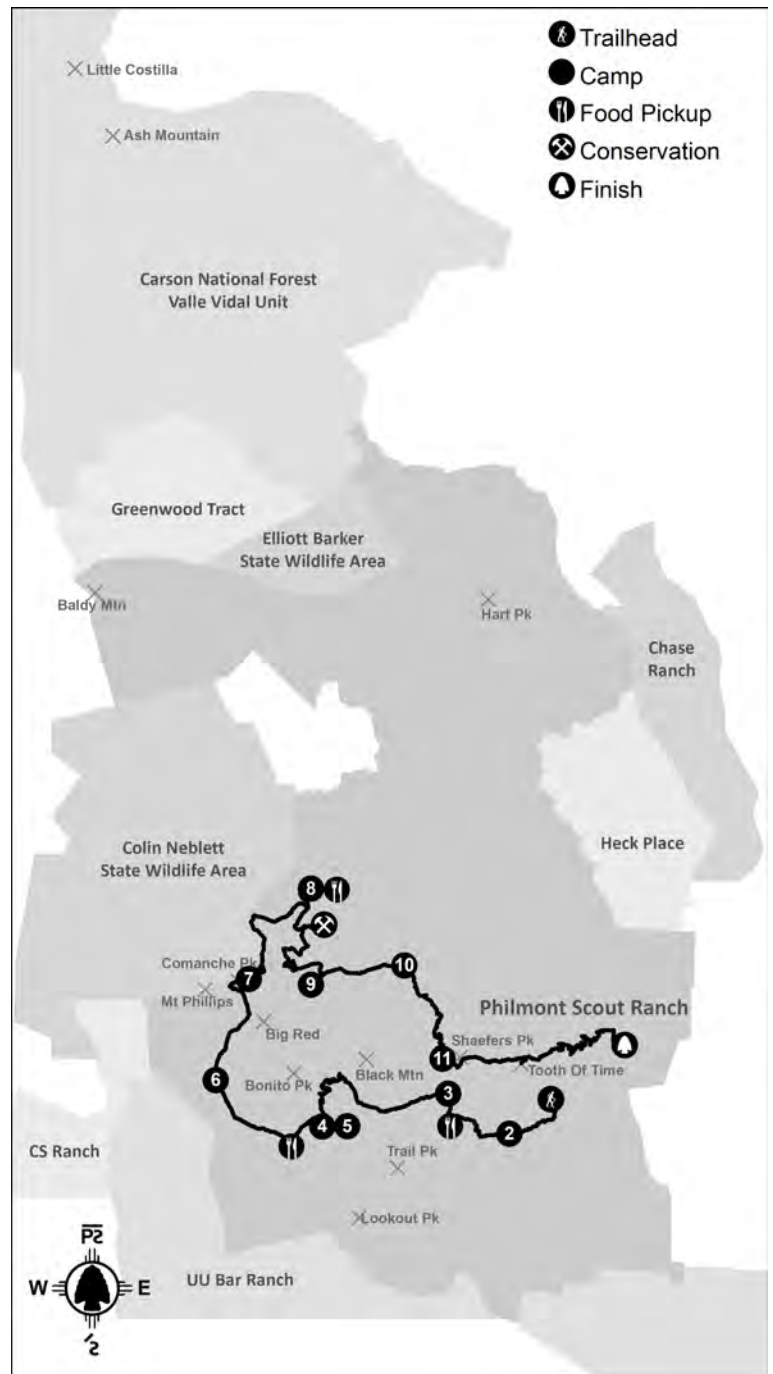 Trailhead
Camp
Food Pickup
Conservation
Finish
Little Costilla
Ash Mountain
Carson National Forest
Valle Vidal Unit
Greenwood Tract
Elliott Barker
State Wildlife Area
Baldy Mtn
Hart Pk
Chase
Ranch
Heck Place
Colin Neblett
State Wildlife Area
8
Comanche Pk
7
10
9
Mt Phillips
Philmont Scout Ranch
Big Red
Shaefers Pk
11
Black Mtn
Tooth Of Time
6
Bonito Pk
3
4
5
2
CS Ranch
Trail Pk
Lookout Pk
UU Bar Ranch
W
E